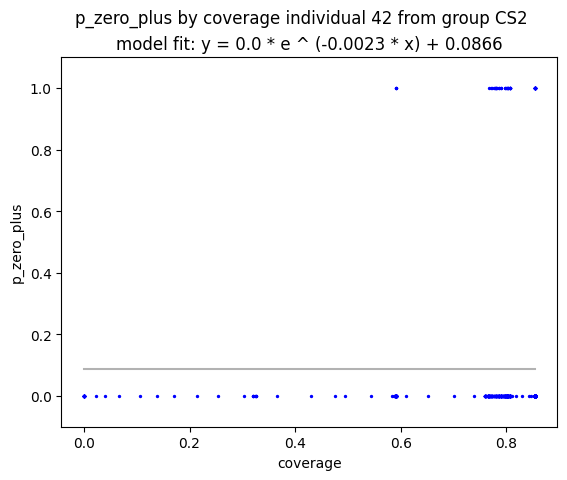 p_zero_plus by coverage individual 42 from group CS2
model fit: y = 0.0 * e ^ (-0.0023 * x) + 0.0866
1.0
0.8
0.6
0.4
0.2
0.0
p_zero_plus
0.0 0.2 0.4 0.6 0.8
coverage